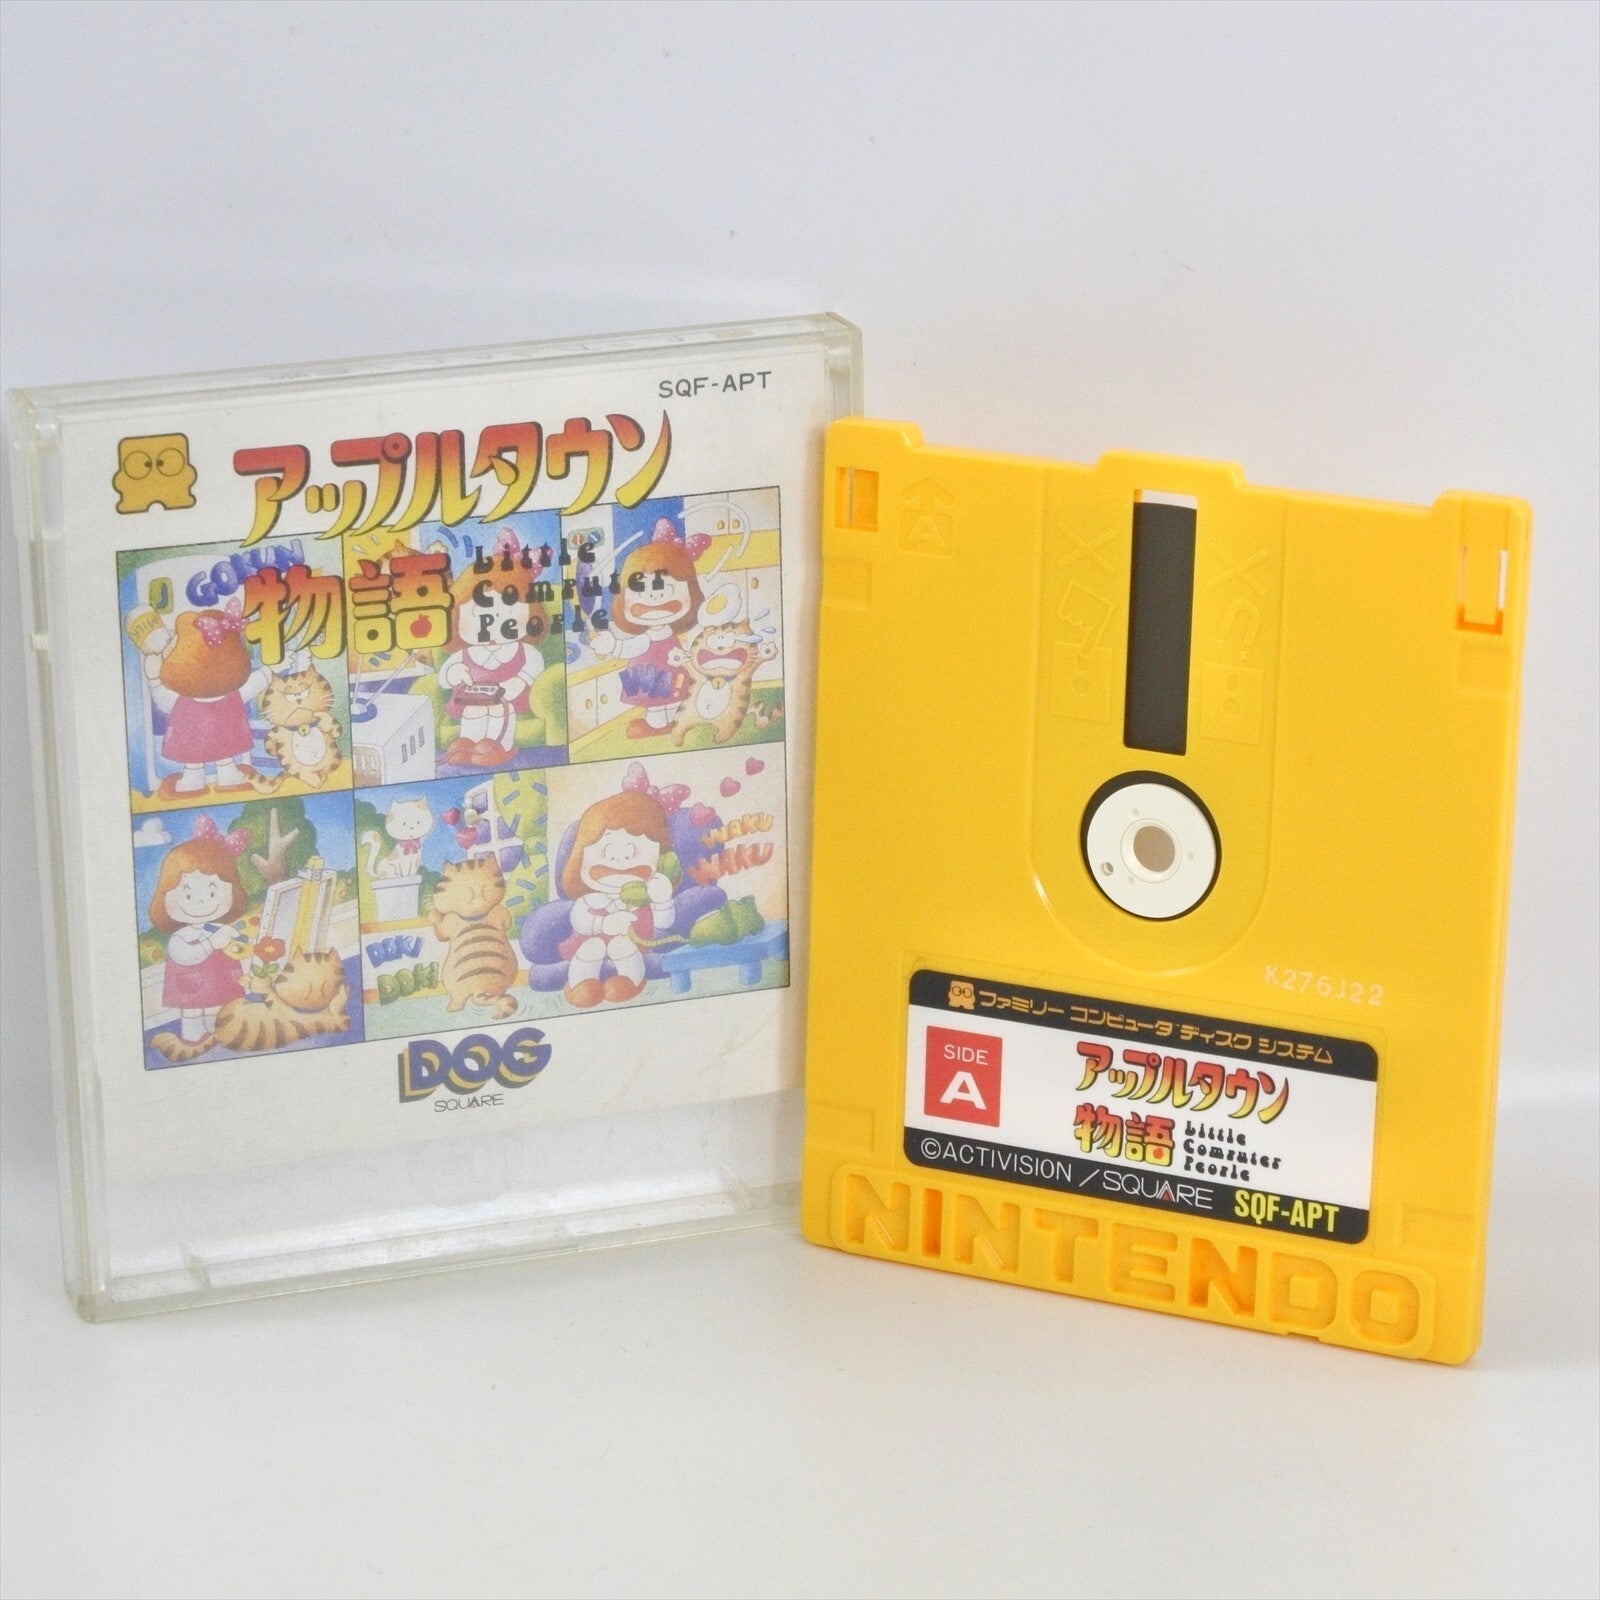 SQF-APT
アップルタウン
物語
Little
Computer
People
GOKUN
WAKU
WAKU
DOKI
DOKI
DOG
SQUARE
A
K276J22
ファミリー コンピュータ ディスク システム
SIDE
A
アップルタウン
物語
Little
Computer
People
©ACTIVISION／SQUARE SQF-APT
NINTENDO